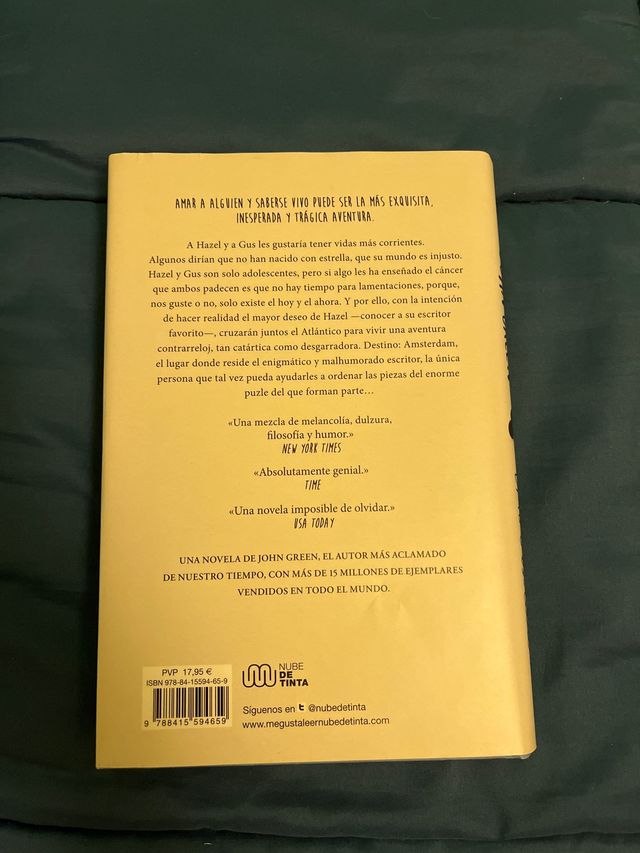 AMAR A ALGUIEN Y SABERSE VIVO PUEDE SER LA MÁS EXQUISITA,
INESPERADA Y TRÁGICA AVENTURA.
A Hazel y a Gus les gustaría tener vidas más corrientes.
Algunos dirían que no han nacido con estrella, que su mundo es injusto.
Hazel y Gus son solo adolescentes, pero si algo les ha enseñado el cáncer
que ambos padecen es que no hay tiempo para lamentaciones, porque,
nos guste o no, solo existe el hoy y el ahora. Y por ello, con la intención
de hacer realidad el mayor deseo de Hazel —conocer a su escritor
favorito—, cruzarán juntos el Atlántico para vivir una aventura
contrarreloj, tan catártica como desgarradora. Destino: Amsterdam,
el lugar donde reside el enigmático y malhumorado escritor, la única
persona que tal vez pueda ayudarles a ordenar las piezas del enorme
puzle del que forman parte…
«Una mezcla de melancolía, dulzura,
filosofía y humor.»
NEW YORK TIMES
«Absolutamente genial.»
TIME
«Una novela imposible de olvidar.»
USA TODAY
UNA NOVELA DE JOHN GREEN, EL AUTOR MÁS ACLAMADO
DE NUESTRO TIEMPO, CON MÁS DE 15 MILLONES DE EJEMPLARES
VENDIDOS EN TODO EL MUNDO.
PVP 17,95 €
ISBN 978-84-15594-65-9
9 788415 594659
NUBE
DE
TINTA
Síguenos en @nubedetinta
www.megustaleernubedetinta.com